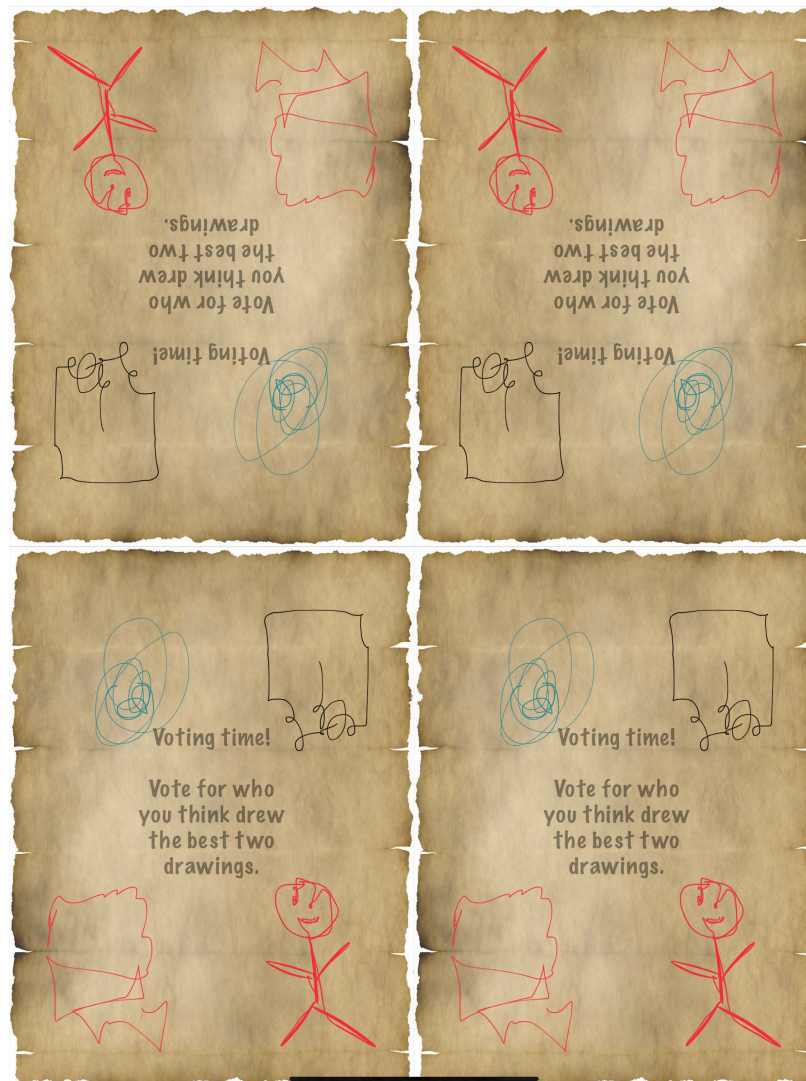 Voting time!
Vote for who
you think drew
the best two
drawings.
Voting time!
Vote for who
you think drew
the best two
drawings.
Voting time!
Vote for who
you think drew
the best two
drawings.
Voting time!
Vote for who
you think drew
the best two
drawings.